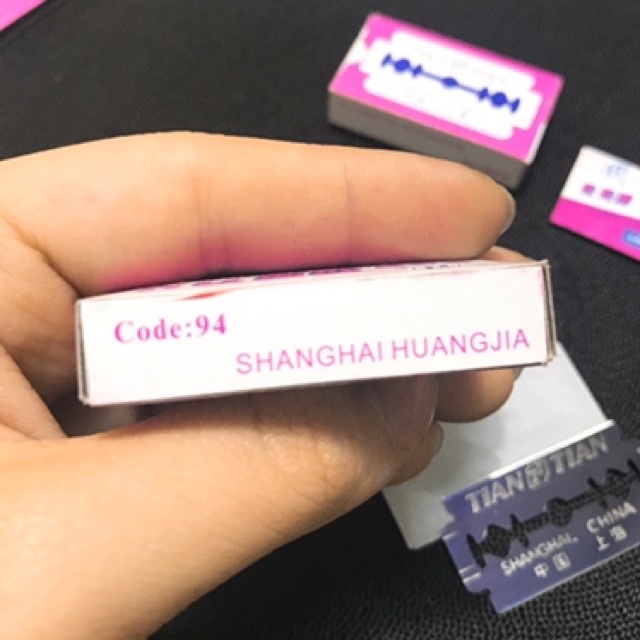 Code:94
SHANGHAI HUANGJIA
TIAN TIAN
SHANGHAI, CHINA
中国 上海